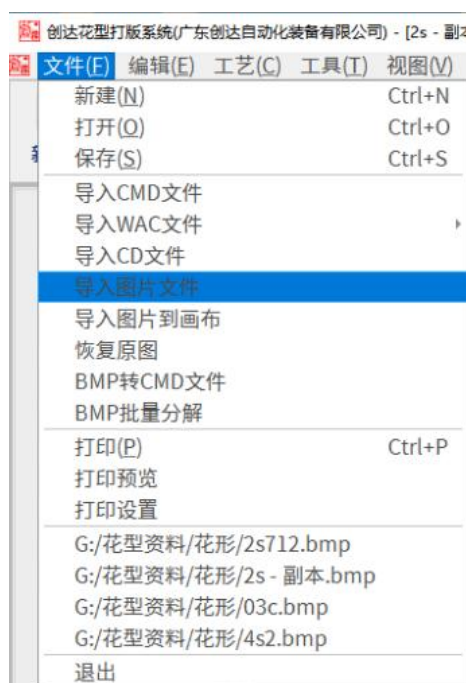 创达花型打版系统(广东创达自动化装备有限公司) - [2s - 副本
文件(F) 编辑(E) 工艺(C) 工具(T) 视图(V)
新建(N) Ctrl+N
打开(O) Ctrl+O
保存(S) Ctrl+S
导入CMD文件
导入WAC文件
导入CD文件
导入图片文件
导入图片到画布
恢复原图
BMP转CMD文件
BMP批量分解
打印(P) Ctrl+P
打印预览
打印设置
G:/花型资料/花形/2s712.bmp
G:/花型资料/花形/2s - 副本.bmp
G:/花型资料/花形/03c.bmp
G:/花型资料/花形/4s2.bmp
退出